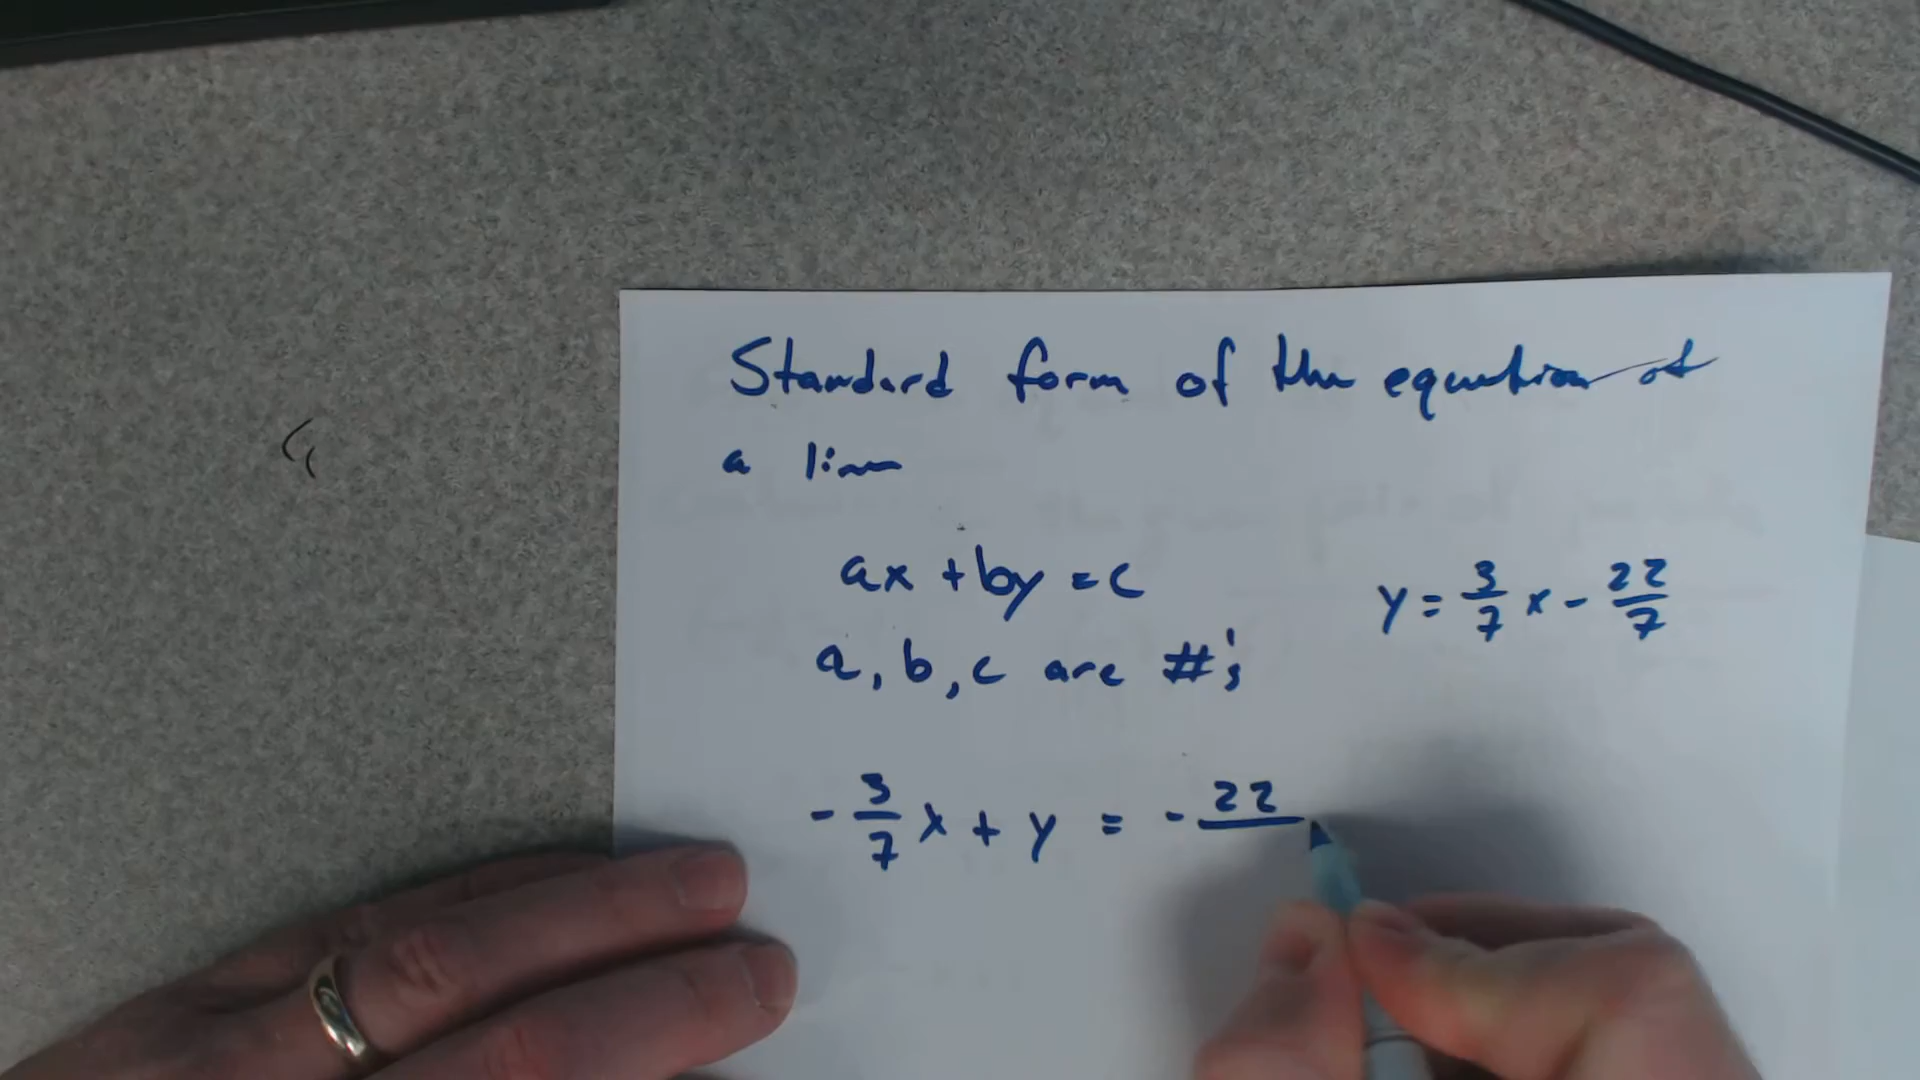 Standard form of the equation of
a line
ax + by = c
y = 3/7 x - 22/7
a, b, c are #'s
- 3/7 x + y = - 22/